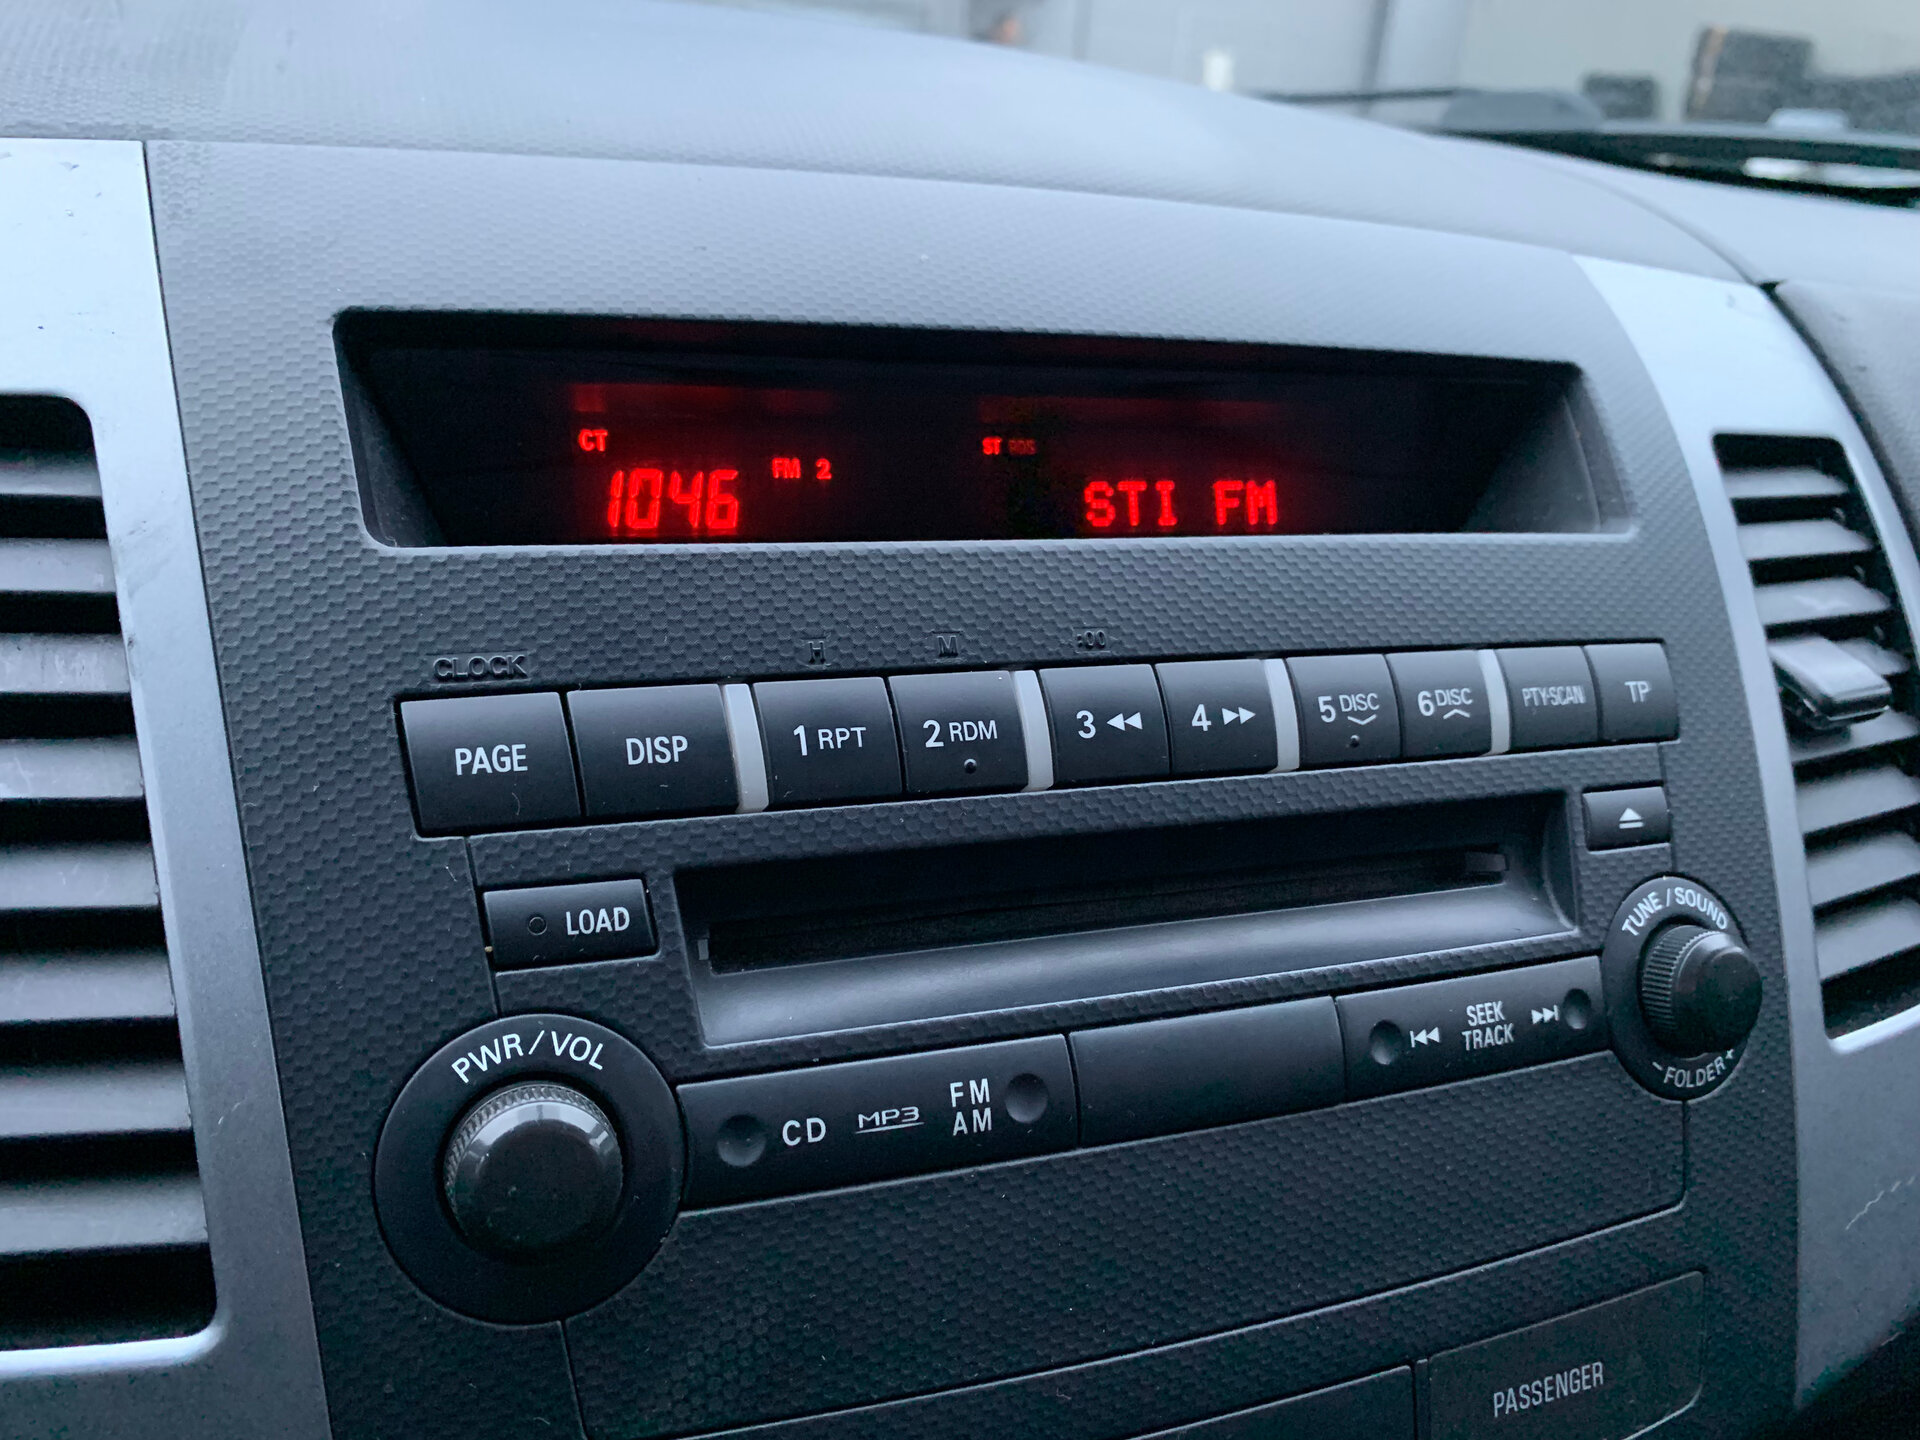 CT
1046 FM 2
ST RDS
STI FM
CLOCK H M :00
PAGE DISP 1 RPT 2 RDM 3 4 5 DISC 6 DISC PTY-SCAN TP
LOAD
TUNE / SOUND
- FOLDER +
PWR / VOL
CD MP3 FM
AM
SEEK
TRACK
PASSENGER